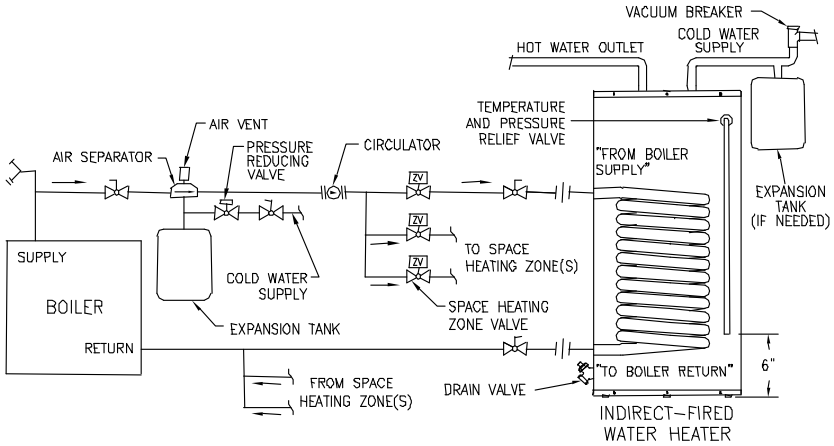 VACUUM BREAKER
HOT WATER OUTLET
COLD WATER
SUPPLY
TEMPERATURE
AND PRESSURE
RELIEF VALVE
AIR VENT
AIR SEPARATOR
PRESSURE
REDUCING
VALVE
CIRCULATOR
"FROM BOILER
SUPPLY"
EXPANSION
TANK
(IF NEEDED)
ZV
ZV
ZV
SUPPLY
BOILER
RETURN
COLD WATER
SUPPLY
TO SPACE
HEATING ZONE(S)
SPACE HEATING
ZONE VALVE
EXPANSION TANK
FROM SPACE
HEATING ZONE(S)
DRAIN VALVE
"TO BOILER RETURN"
6"
INDIRECT-FIRED
WATER HEATER